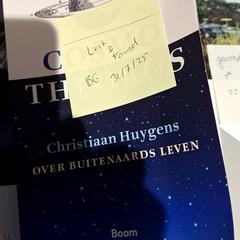 Lost
&
Found
BG 31/7/25
C
TH S
Christiaan Huygens
OVER BUITENAARDS LEVEN
Boom